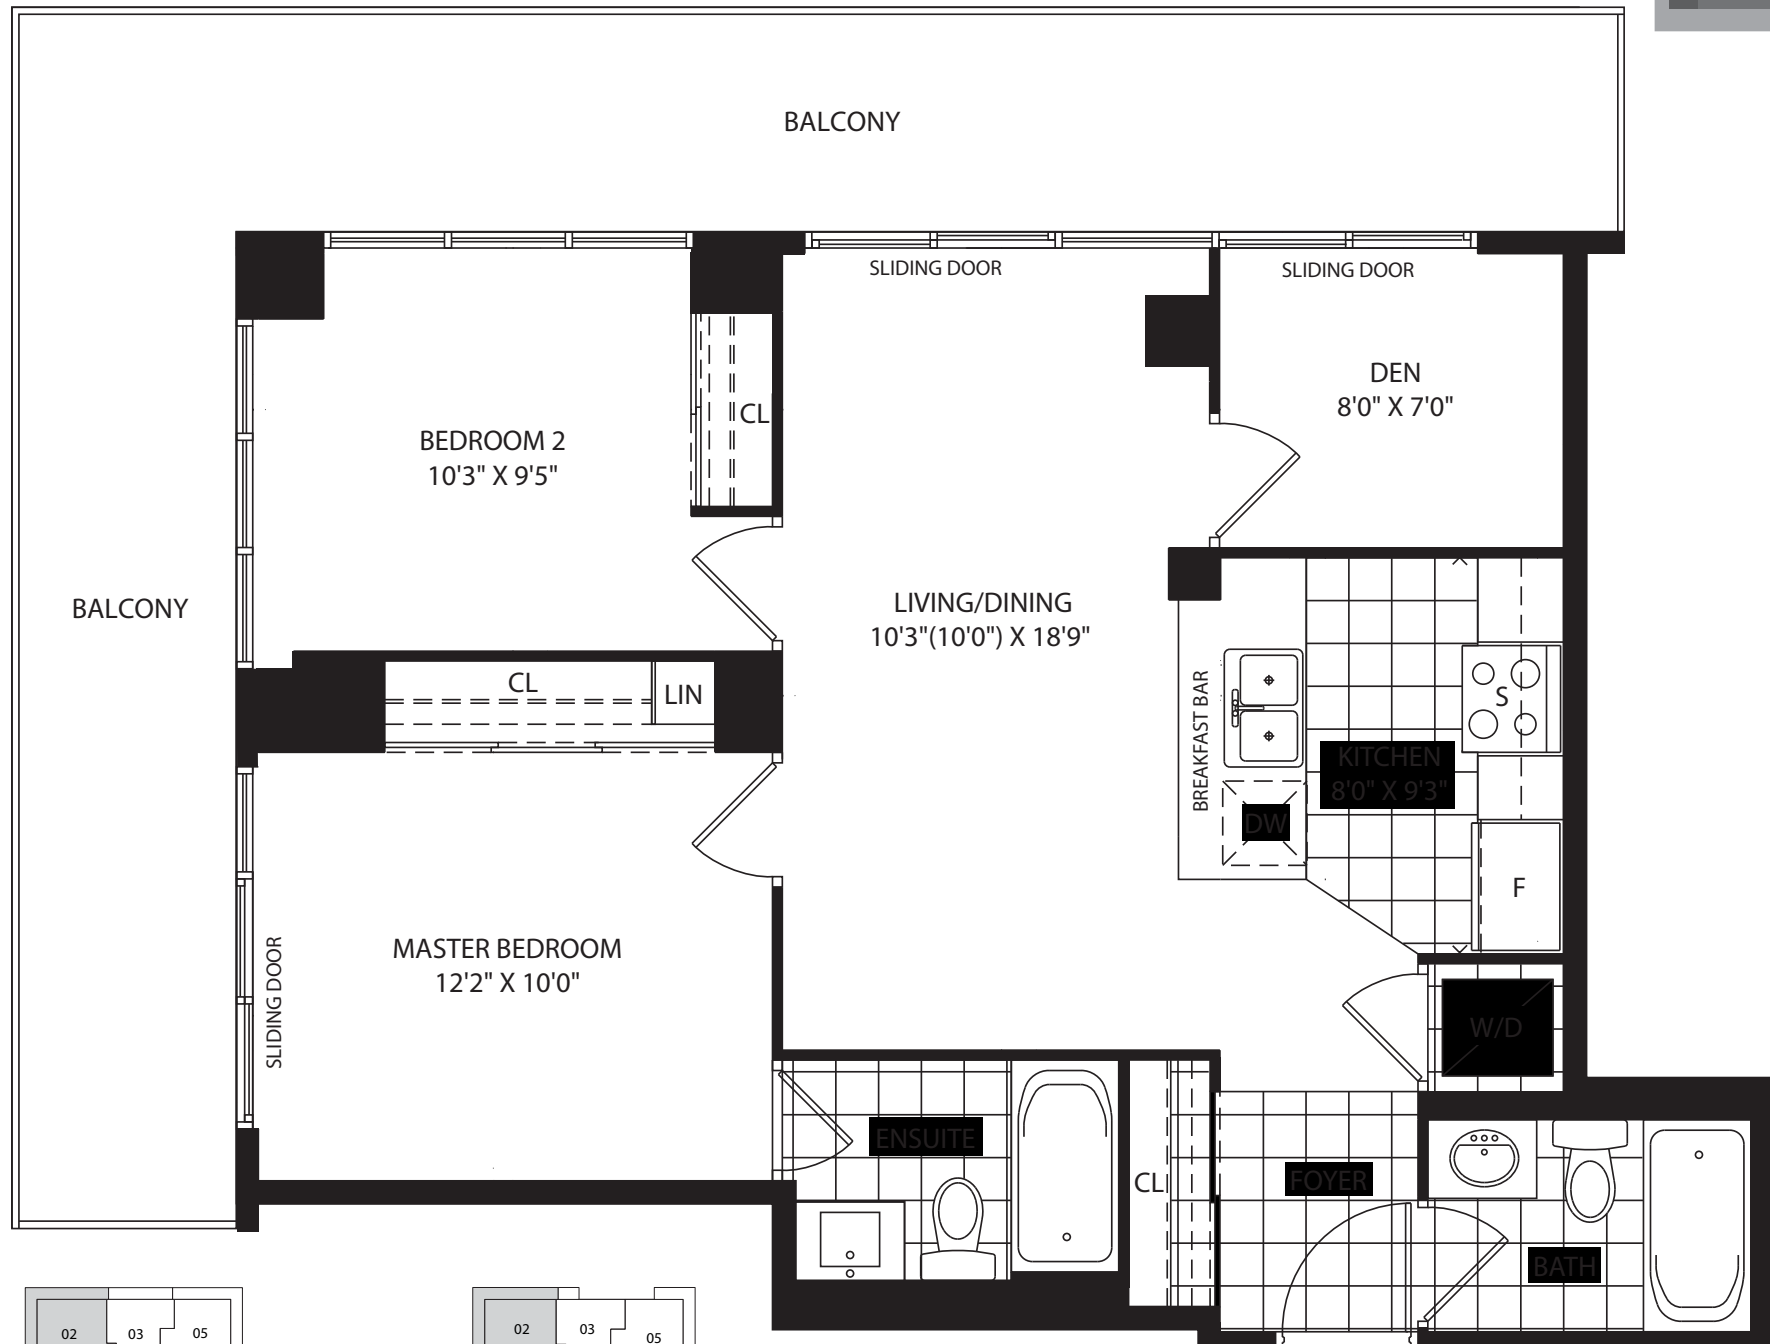 BALCONY
SLIDING DOOR
SLIDING DOOR
DEN
8'0" X 7'0"
CL
BEDROOM 2
10'3" X 9'5"
BALCONY
LIVING/DINING
10'3"(10'0") X 18'9"
CL
LIN
BREAKFAST BAR
S
KITCHEN
8'0" X 9'3"
DW
F
MASTER BEDROOM
12'2" X 10'0"
SLIDING DOOR
W/D
ENSUITE
CL
FOYER
BATH
02 03 05
02 03 05